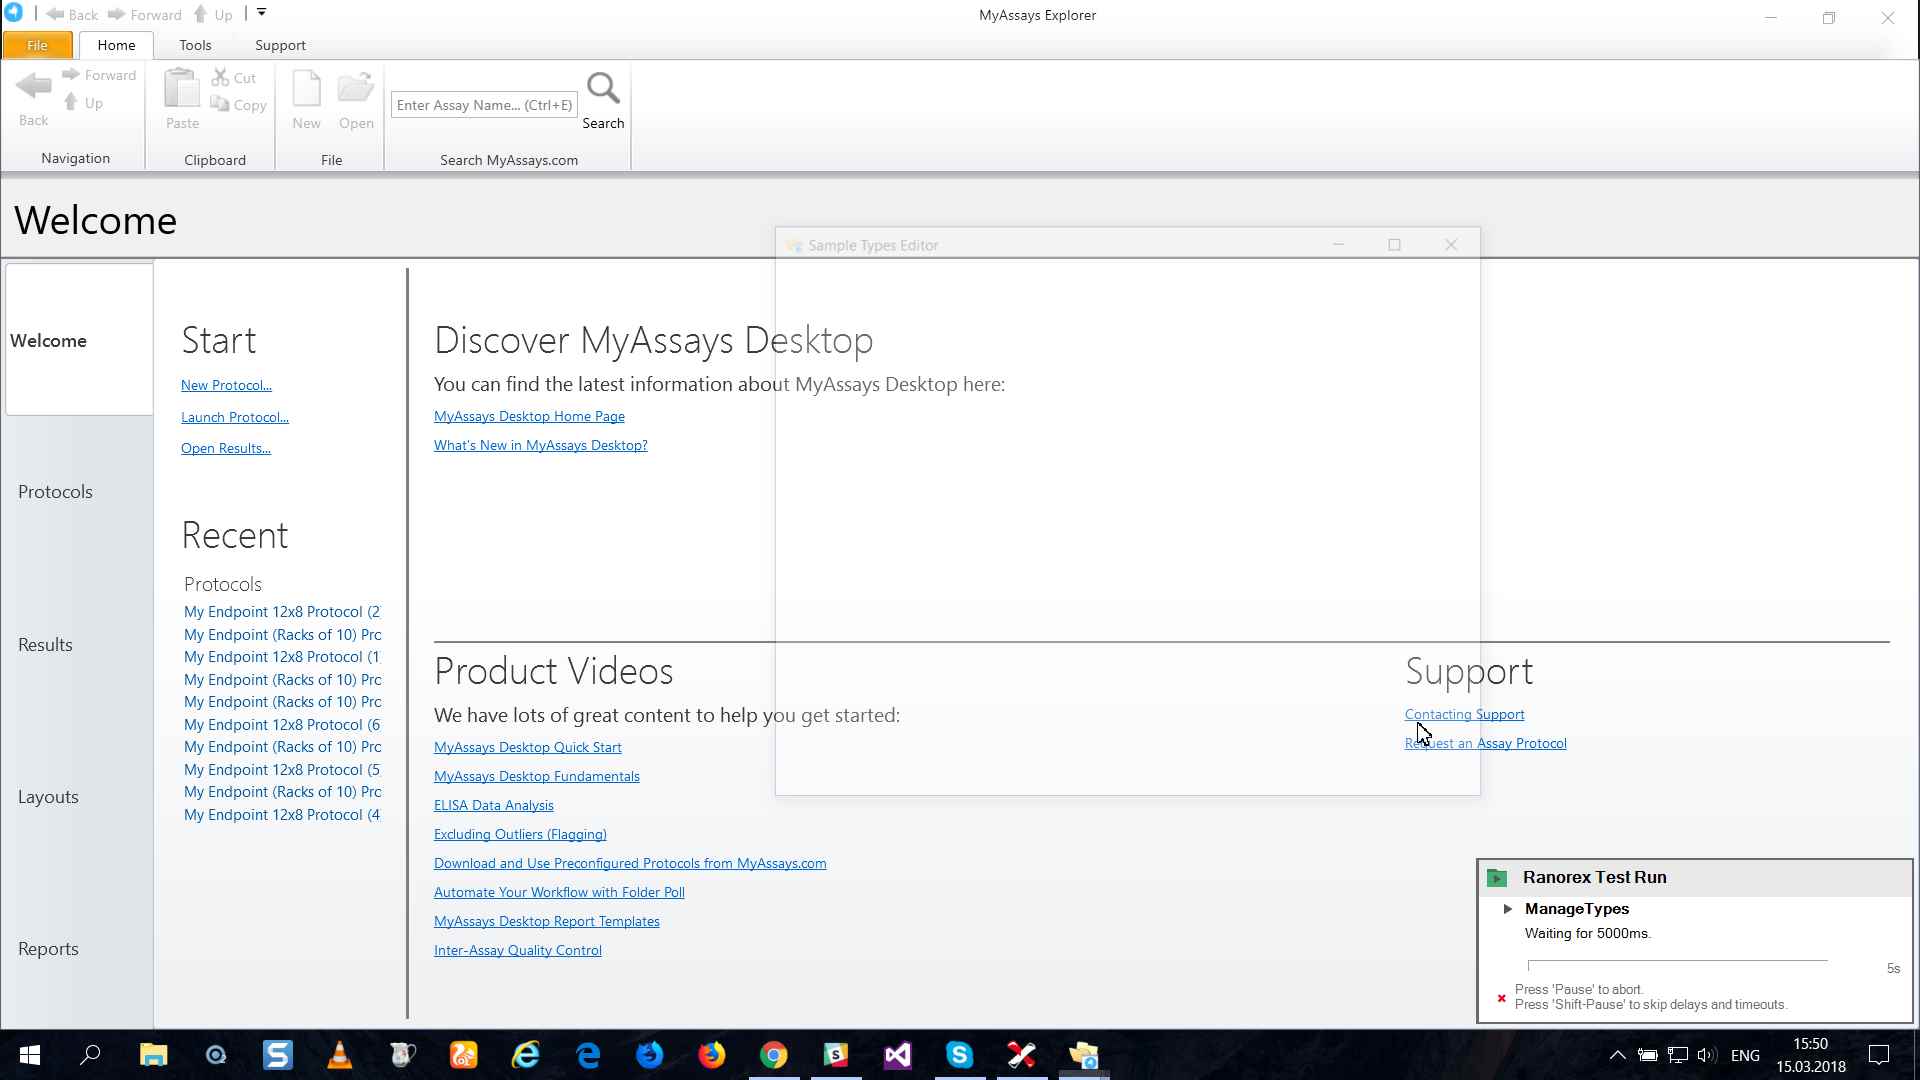 Back Forward Up
MyAssays Explorer
File Home Tools Support
Back
Forward
Up
Navigation
Paste
Cut
Copy
Clipboard
New
Open
File
Enter Assay Name... (Ctrl+E)
Search
Search MyAssays.com
Welcome
Sample Types Editor
Welcome
Protocols
Results
Layouts
Reports
Start
New Protocol...
Launch Protocol...
Open Results...
Recent
Protocols
My Endpoint 12x8 Protocol (2
My Endpoint (Racks of 10) Prc
My Endpoint 12x8 Protocol (1
My Endpoint (Racks of 10) Prc
My Endpoint (Racks of 10) Prc
My Endpoint 12x8 Protocol (6
My Endpoint (Racks of 10) Prc
My Endpoint 12x8 Protocol (5
My Endpoint (Racks of 10) Prc
My Endpoint 12x8 Protocol (4
Discover MyAssays Desktop
You can find the latest information about MyAssays Desktop here:
MyAssays Desktop Home Page
What's New in MyAssays Desktop?
Product Videos
We have lots of great content to help you get started:
MyAssays Desktop Quick Start
MyAssays Desktop Fundamentals
ELISA Data Analysis
Excluding Outliers (Flagging)
Download and Use Preconfigured Protocols from MyAssays.com
Automate Your Workflow with Folder Poll
MyAssays Desktop Report Templates
Inter-Assay Quality Control
Support
Contacting Support
Request an Assay Protocol
Ranorex Test Run
ManageTypes
Waiting for 5000ms.
5s
Press 'Pause' to abort.
Press 'Shift-Pause' to skip delays and timeouts.
ENG
15:50
15.03.2018